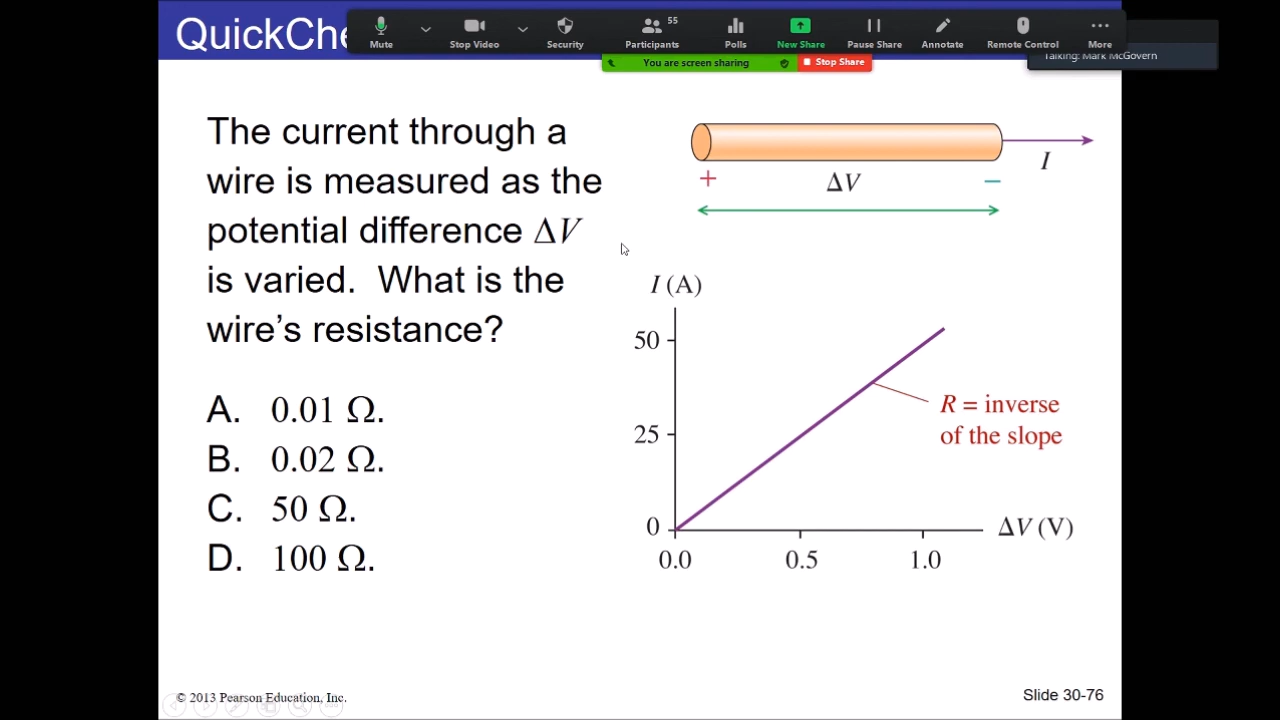 QuickChe
Mute
Stop Video
Security
Participants
55
Polls
New Share
Pause Share
Annotate
Remote Control
More
You are screen sharing
Stop Share
Talking: Mark McGovern
The current through a
wire is measured as the
potential difference ΔV
is varied. What is the
wire’s resistance?
A. 0.01 Ω.
B. 0.02 Ω.
C. 50 Ω.
D. 100 Ω.
I
+ ΔV −
I (A)
50
25
0
R = inverse
of the slope
ΔV (V)
0.0 0.5 1.0
© 2013 Pearson Education, Inc.
Slide 30-76